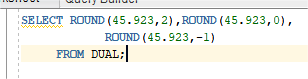 Query Builder
SELECT ROUND(45.923,2),ROUND(45.923,0),
ROUND(45.923,-1)
FROM DUAL;